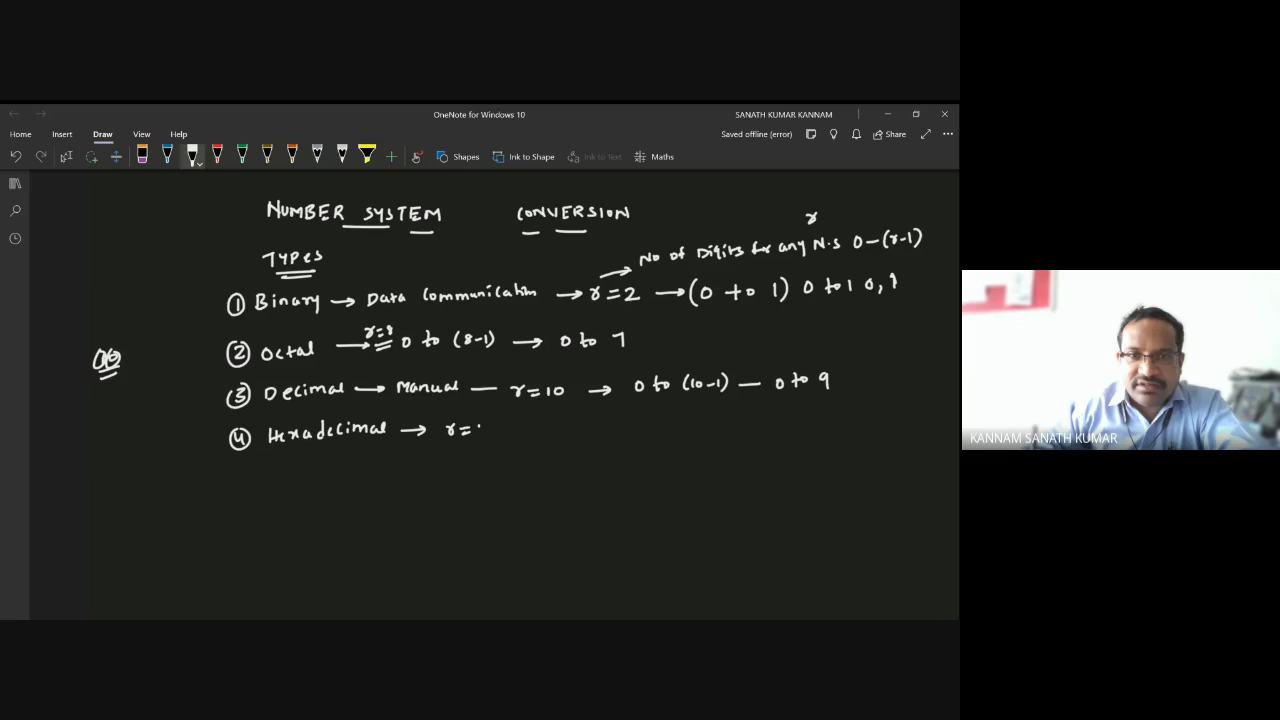 OneNote for Windows 10
SANATH KUMAR KANNAM
Home Insert Draw View Help
Saved offline (error) Share
Shapes Ink to Shape Ink to Text Maths
NUMBER SYSTEM CONVERSION
r
No of Digits for any N.S 0-(r-1)
TYPES
① Binary → Data Communication → r=2 → (0 to 1) 0 to 1 0,1
r=8
② Octal → 0 to (8-1) → 0 to 7
③ Decimal → Manual — r=10 → 0 to (10-1) — 0 to 9
④ Hexadecimal → r=
KANNAM SANATH KUMAR